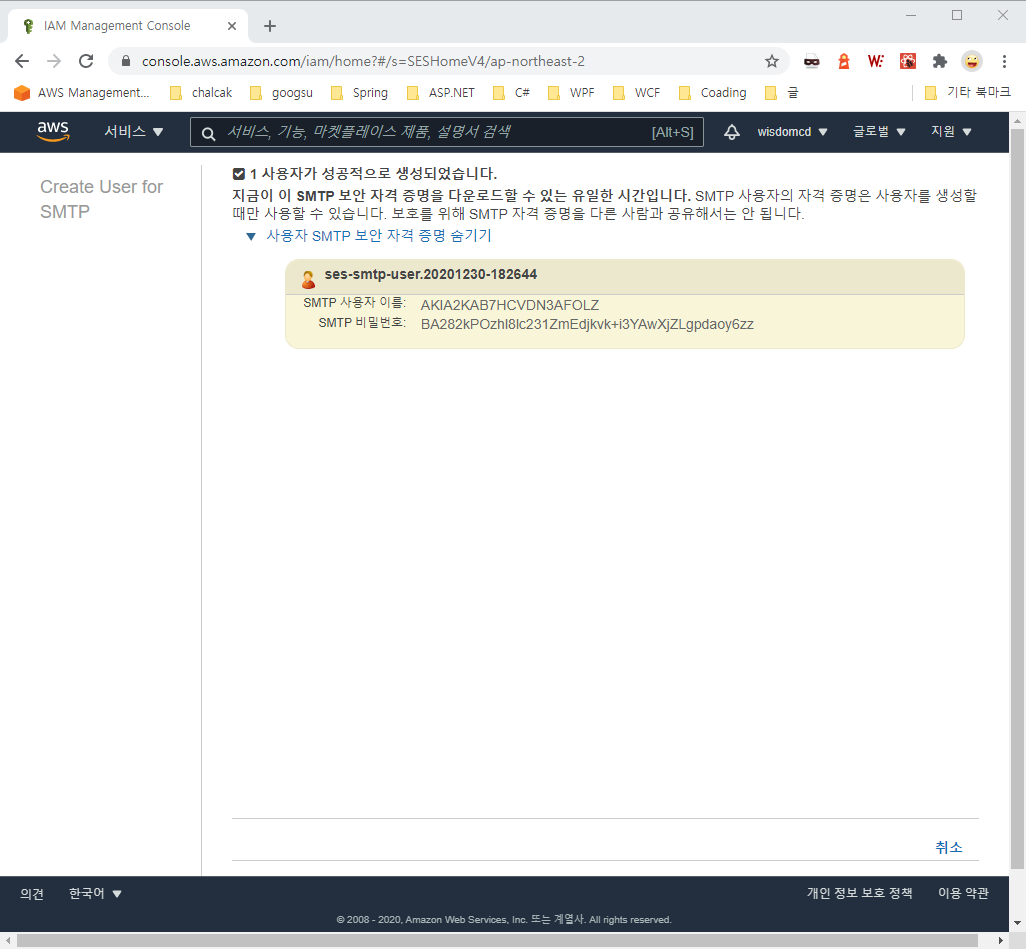 IAM Management Console
console.aws.amazon.com/iam/home?#/s=SESHomeV4/ap-northeast-2
AWS Management... chalcak googsu Spring ASP.NET C# WPF WCF Coading 글 기타 북마크
aws 서비스 서비스, 기능, 마켓플레이스 제품, 설명서 검색 [Alt+S] wisdomcd 글로벌 지원
Create User for
SMTP
1 사용자가 성공적으로 생성되었습니다.
지금이 이 SMTP 보안 자격 증명을 다운로드할 수 있는 유일한 시간입니다. SMTP 사용자의 자격 증명은 사용자를 생성할
때만 사용할 수 있습니다. 보호를 위해 SMTP 자격 증명을 다른 사람과 공유해서는 안 됩니다.
사용자 SMTP 보안 자격 증명 숨기기
ses-smtp-user.20201230-182644
SMTP 사용자 이름: AKIA2KAB7HCVDN3AFOLZ
SMTP 비밀번호:
취소
의견 한국어 개인 정보 보호 정책 이용 약관
© 2008 - 2020, Amazon Web Services, Inc. 또는 계열사. All rights reserved.